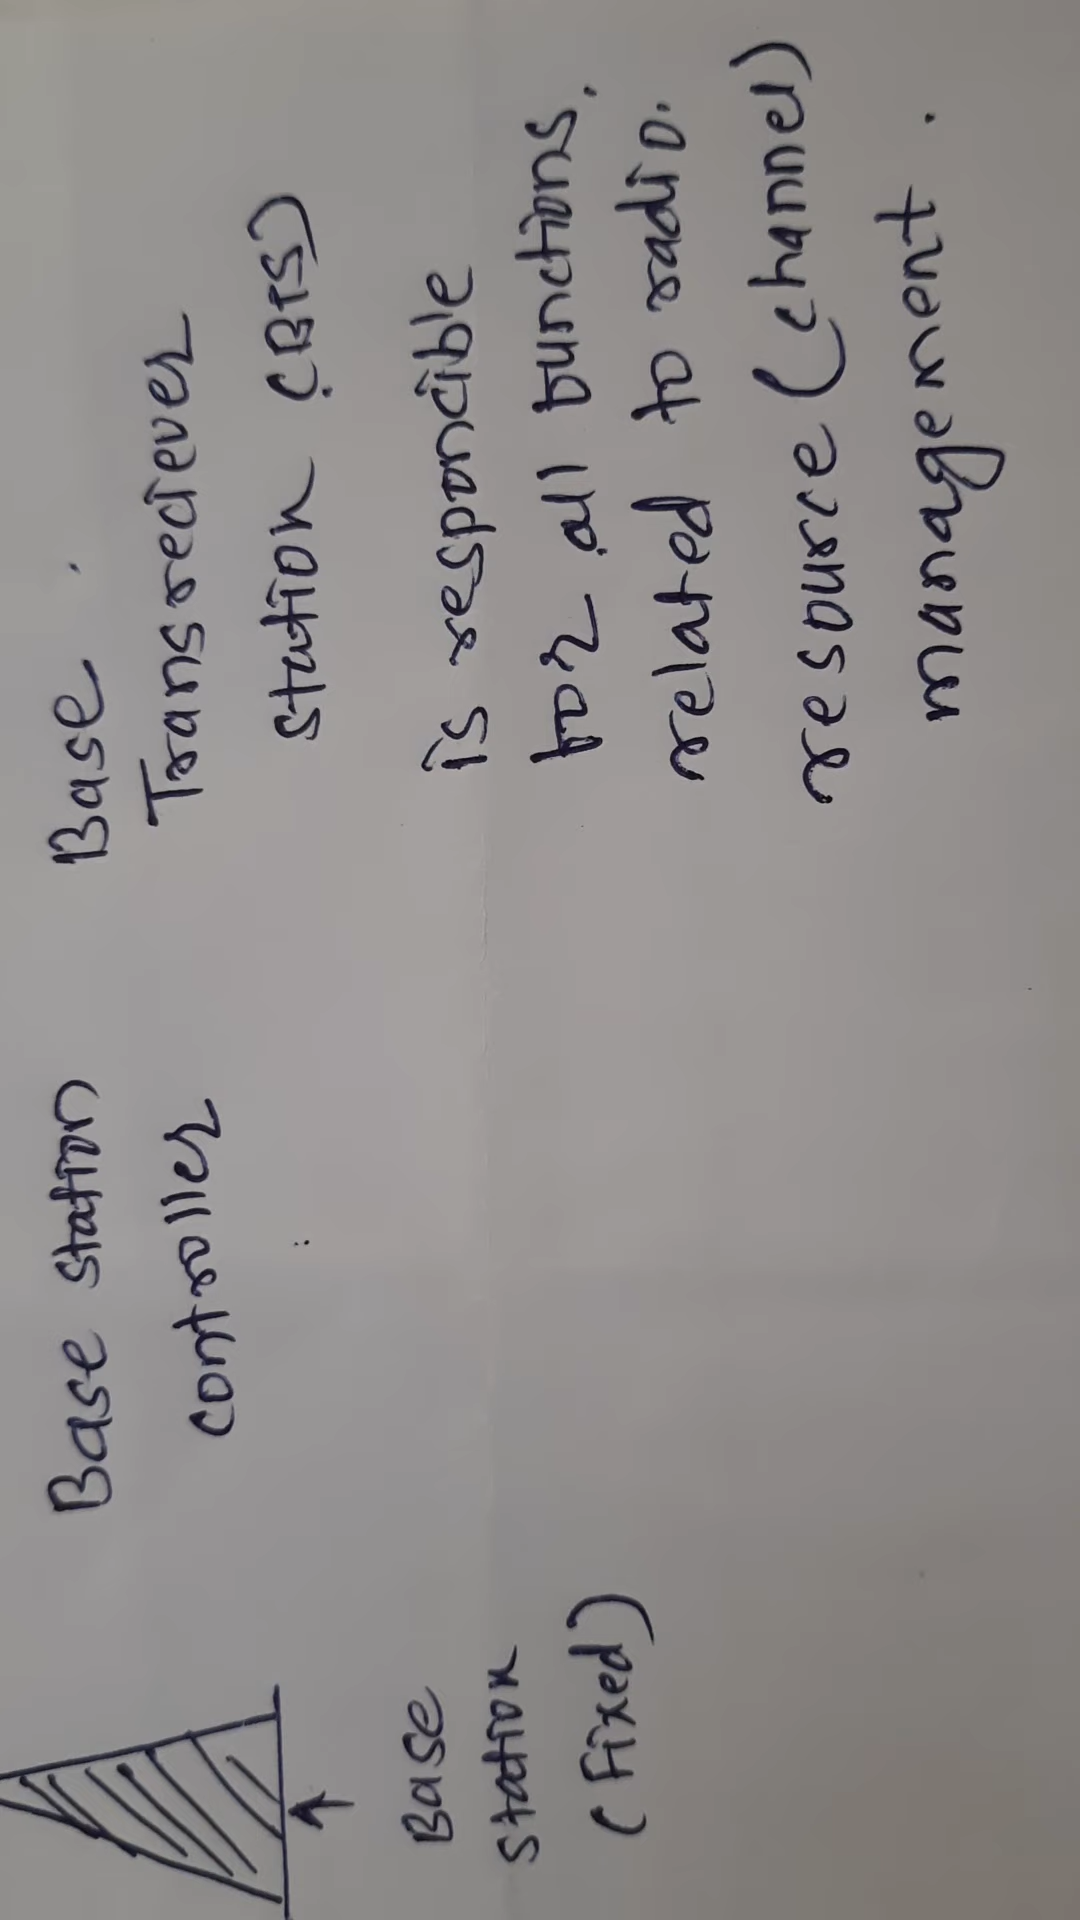 Base
station
(Fixed)
Base station
controller
Base
Transreciever
station (BTS)
is responcible
for all functions.
related to radio.
resource (channel)
management.